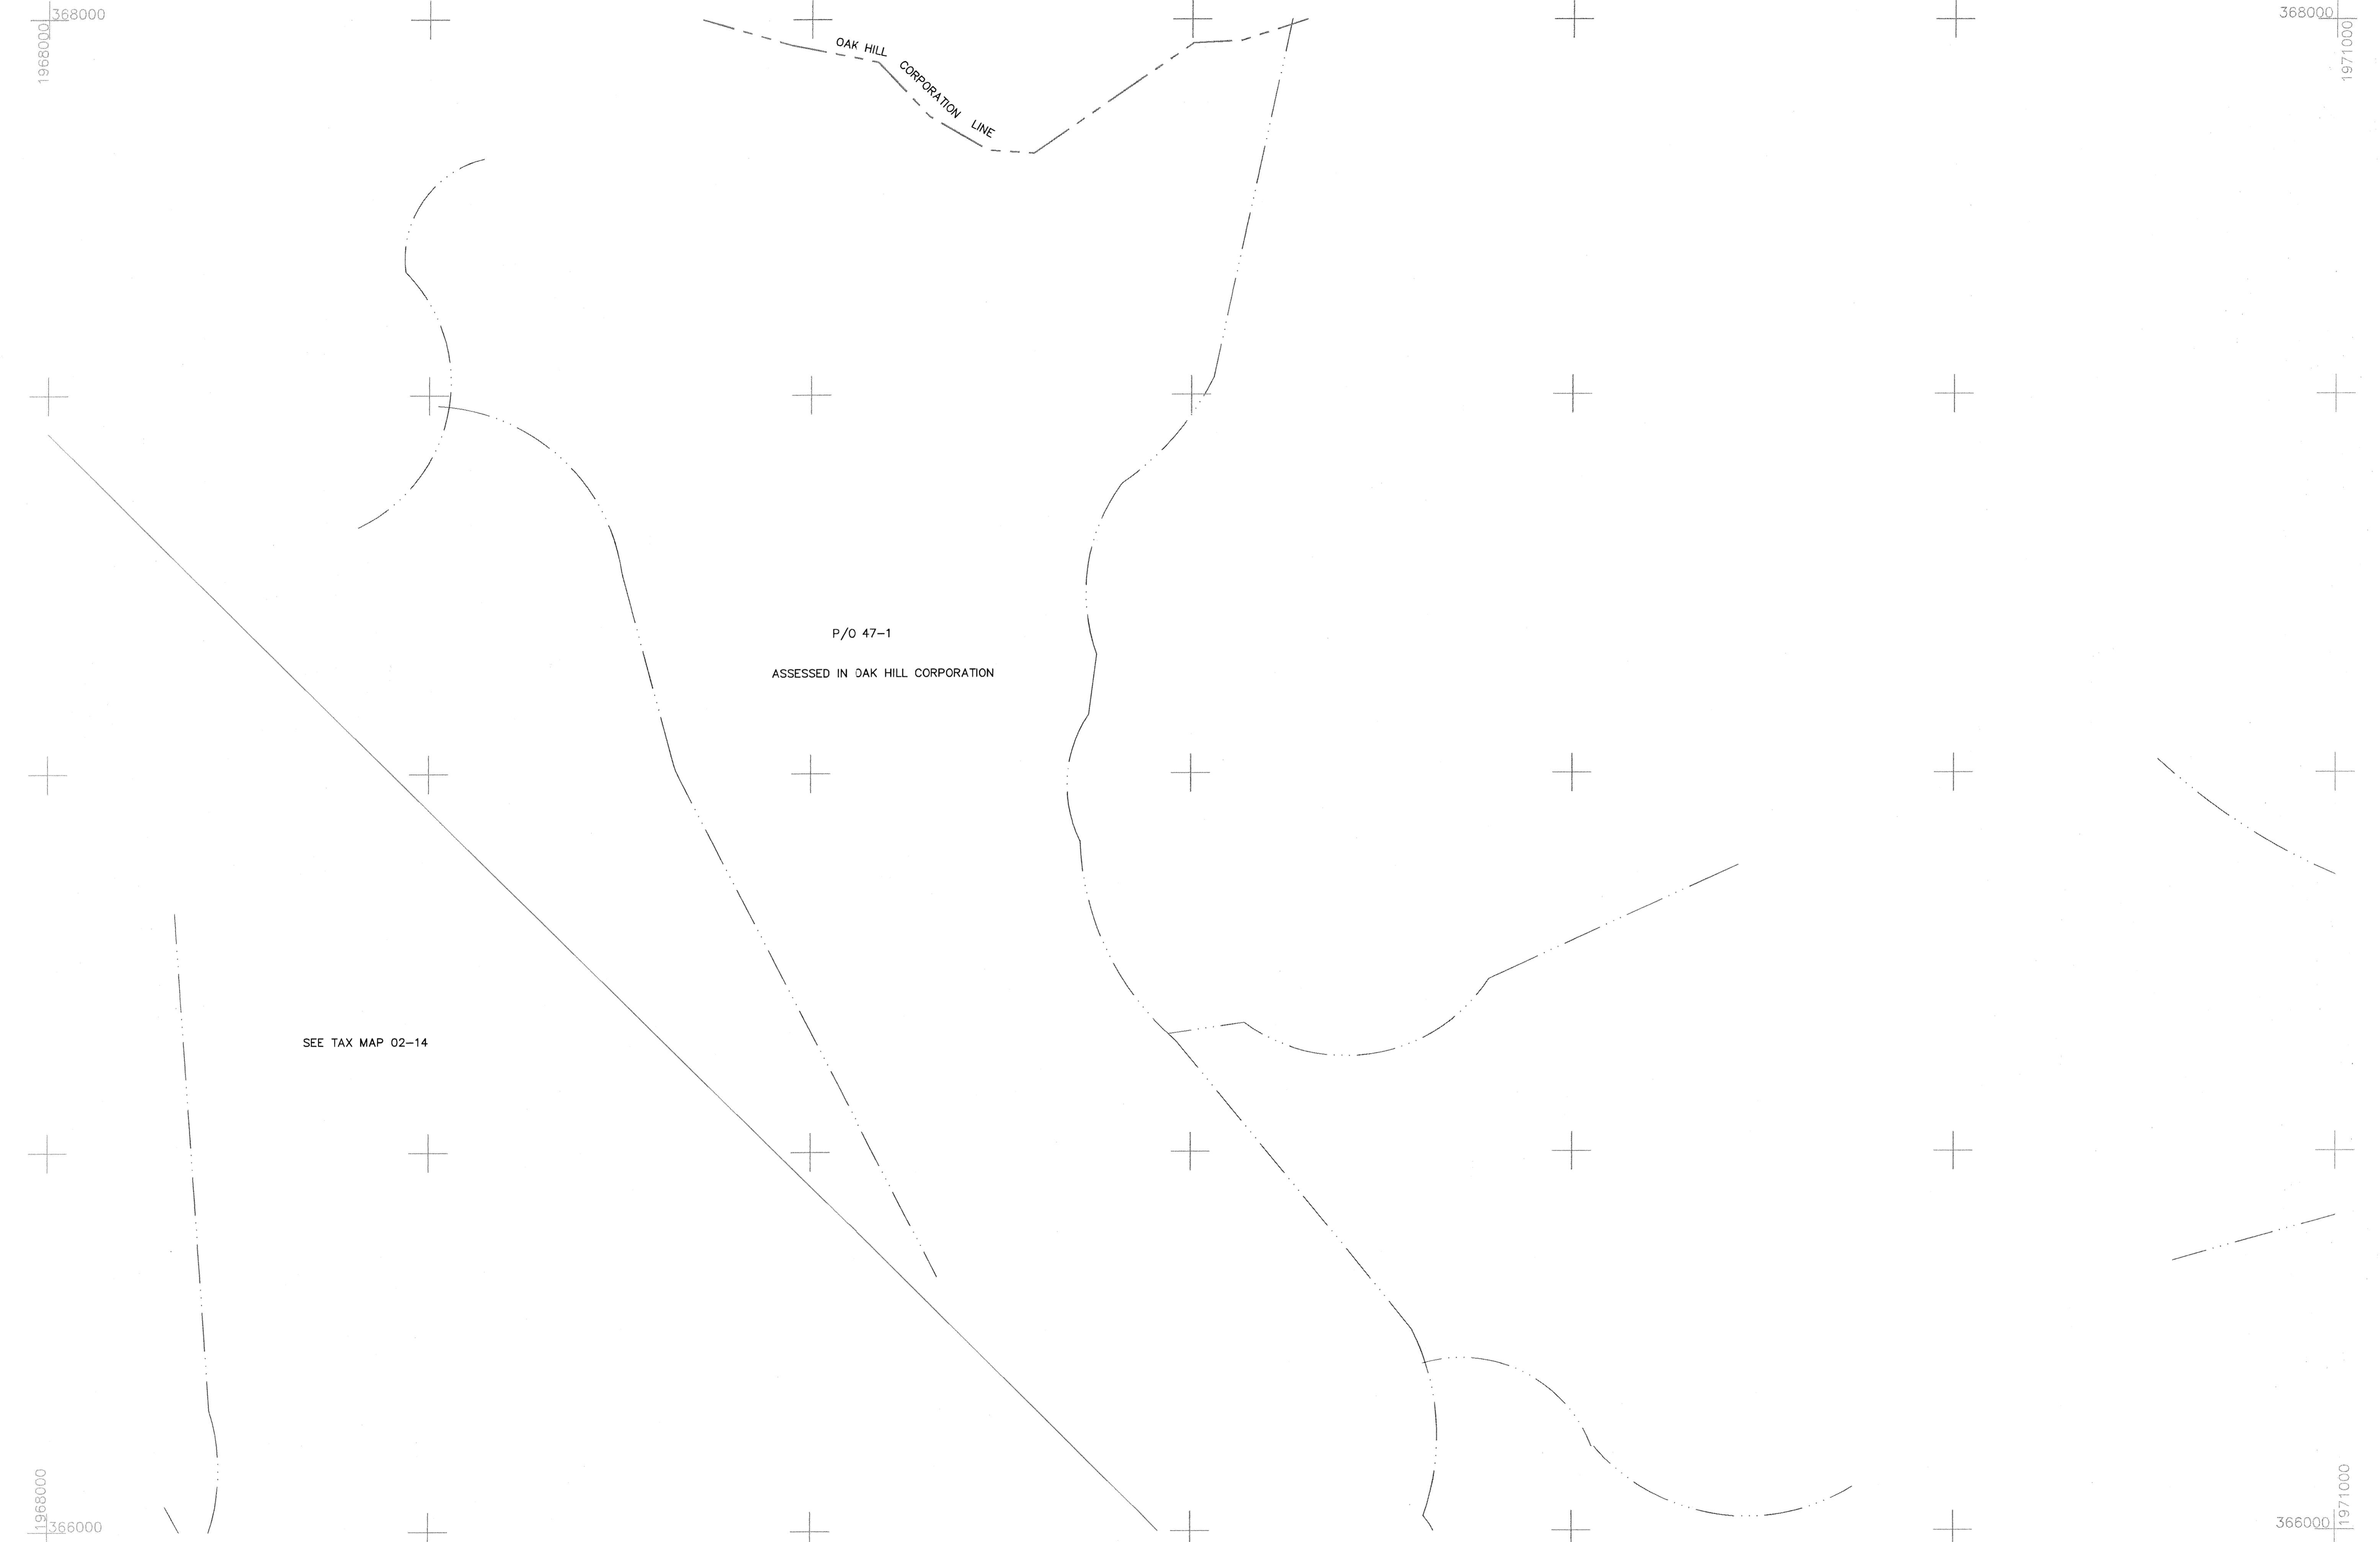 368000
368000
1968000
1971000
OAK HILL CORPORATION LINE
P/O 47-1
ASSESSED IN OAK HILL CORPORATION
SEE TAX MAP 02-14
1968000
1971000
366000
366000